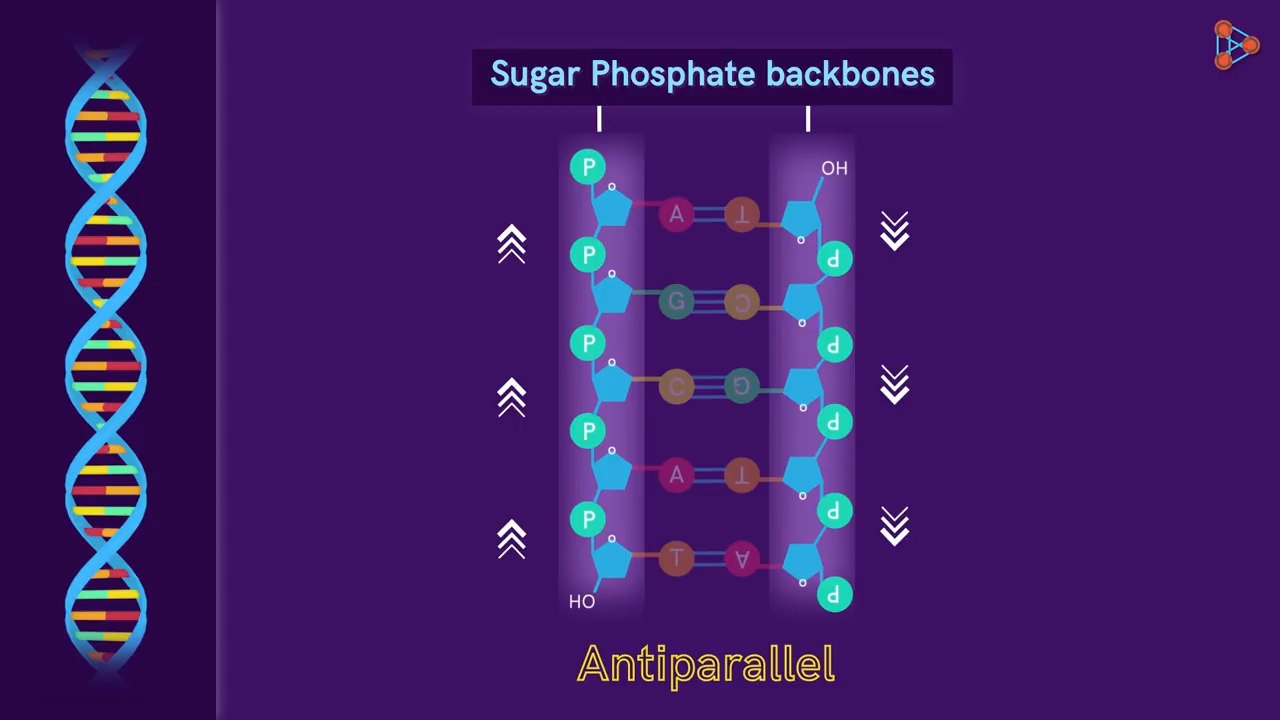 Sugar Phosphate backbones
P
OH
A T
P P
G C
P P
C G
P P
A T
P P
T A
HO P
Antiparallel